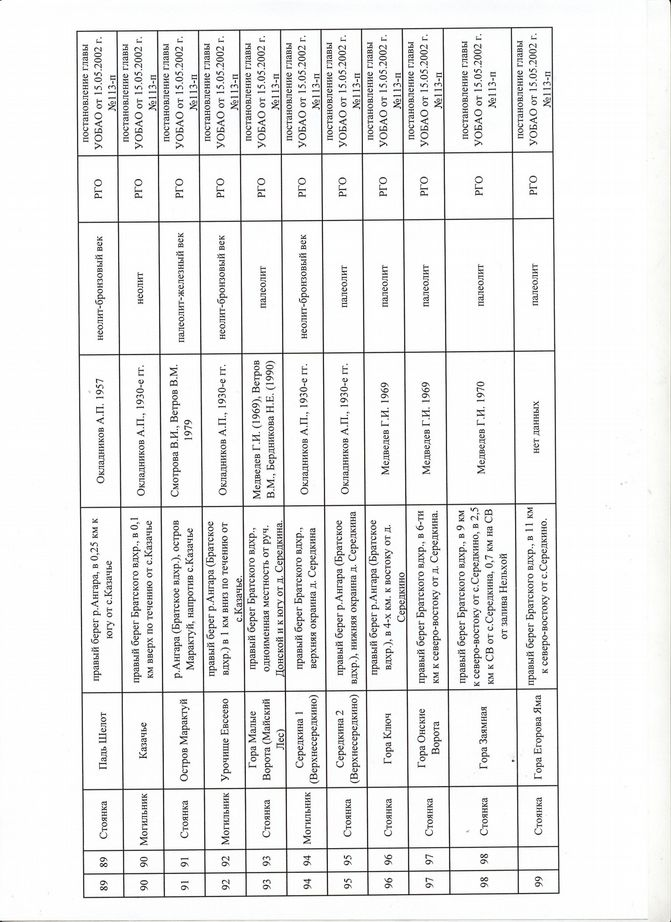 89 89 Стоянка Падь Шелот правый берег р.Ангара, в 0,25 км к
югу от с.Казачье Окладников А.П. 1957 неолит-бронзовый век РГО постановление главы
УОБАО от 15.05.2002 г.
№113-п
90 90 Могильник Казачье правый берег Братского вдхр., в 0,1
км вверх по течению от с.Казачье Окладников А.П., 1930-е гг. неолит РГО постановление главы
УОБАО от 15.05.2002 г.
№113-п
91 91 Стоянка Остров Марактуй р.Ангара (Братское вдхр.), остров
Марактуй, напротив с.Казачье Смотрова В.И., Ветров В.М.
1979 палеолит-железный век РГО постановление главы
УОБАО от 15.05.2002 г.
№113-п
92 92 Могильник Урочище Евсеево правый берег р.Ангара (Братское
вдхр.) в 1 км вниз по течению от
с.Казачье. Окладников А.П., 1930-е гг. неолит-бронзовый век РГО постановление главы
УОБАО от 15.05.2002 г.
№113-п
93 93 Стоянка Гора Малые
Ворота (Майский
Лес) правый берег Братского вдхр.,
одноименная местность от руч.
Донской и к югу от д. Середкина. Медведев Г.И. (1969), Ветров
В.М., Бердникова Н.Е. (1990) палеолит РГО постановление главы
УОБАО от 15.05.2002 г.
№113-п
94 94 Могильник Середкина 1
(Верхнесередкино) правый берег Братского вдхр.,
верхняя окраина д. Середкина Окладников А.П., 1930-е гг. неолит-бронзовый век РГО постановление главы
УОБАО от 15.05.2002 г.
№113-п
95 95 Стоянка Середкина 2
(Верхнесередкино) правый берег р.Ангара (Братское
вдхр.), нижняя окраина д. Середкина Окладников А.П., 1930-е гг. палеолит РГО постановление главы
УОБАО от 15.05.2002 г.
№113-п
96 96 Стоянка Гора Ключ правый берег р.Ангара (Братское
вдхр.), в 4-х км. к востоку от д.
Середкино Медведев Г.И. 1969 палеолит РГО постановление главы
УОБАО от 15.05.2002 г.
№113-п
97 97 Стоянка Гора Онские
Ворота правый берег Братского вдхр., в 6-ти
км к северо-востоку от д. Середкина. Медведев Г.И. 1969 палеолит РГО постановление главы
УОБАО от 15.05.2002 г.
№113-п
98 98 Стоянка Гора Заямная правый берег Братского вдхр., в 9 км
к северо-востоку от с.Середкино, в 2,5
км к СВ от с.Середкина, 0,7 км на СВ
от залива Нелькой Медведев Г.И. 1970 палеолит РГО постановление главы
УОБАО от 15.05.2002 г.
№113-п
99 Стоянка Гора Егорова Яма правый берег Братского вдхр., в 11 км
к северо-востоку от с.Середкино. нет данных палеолит РГО постановление главы
УОБАО от 15.05.2002 г.
№113-п